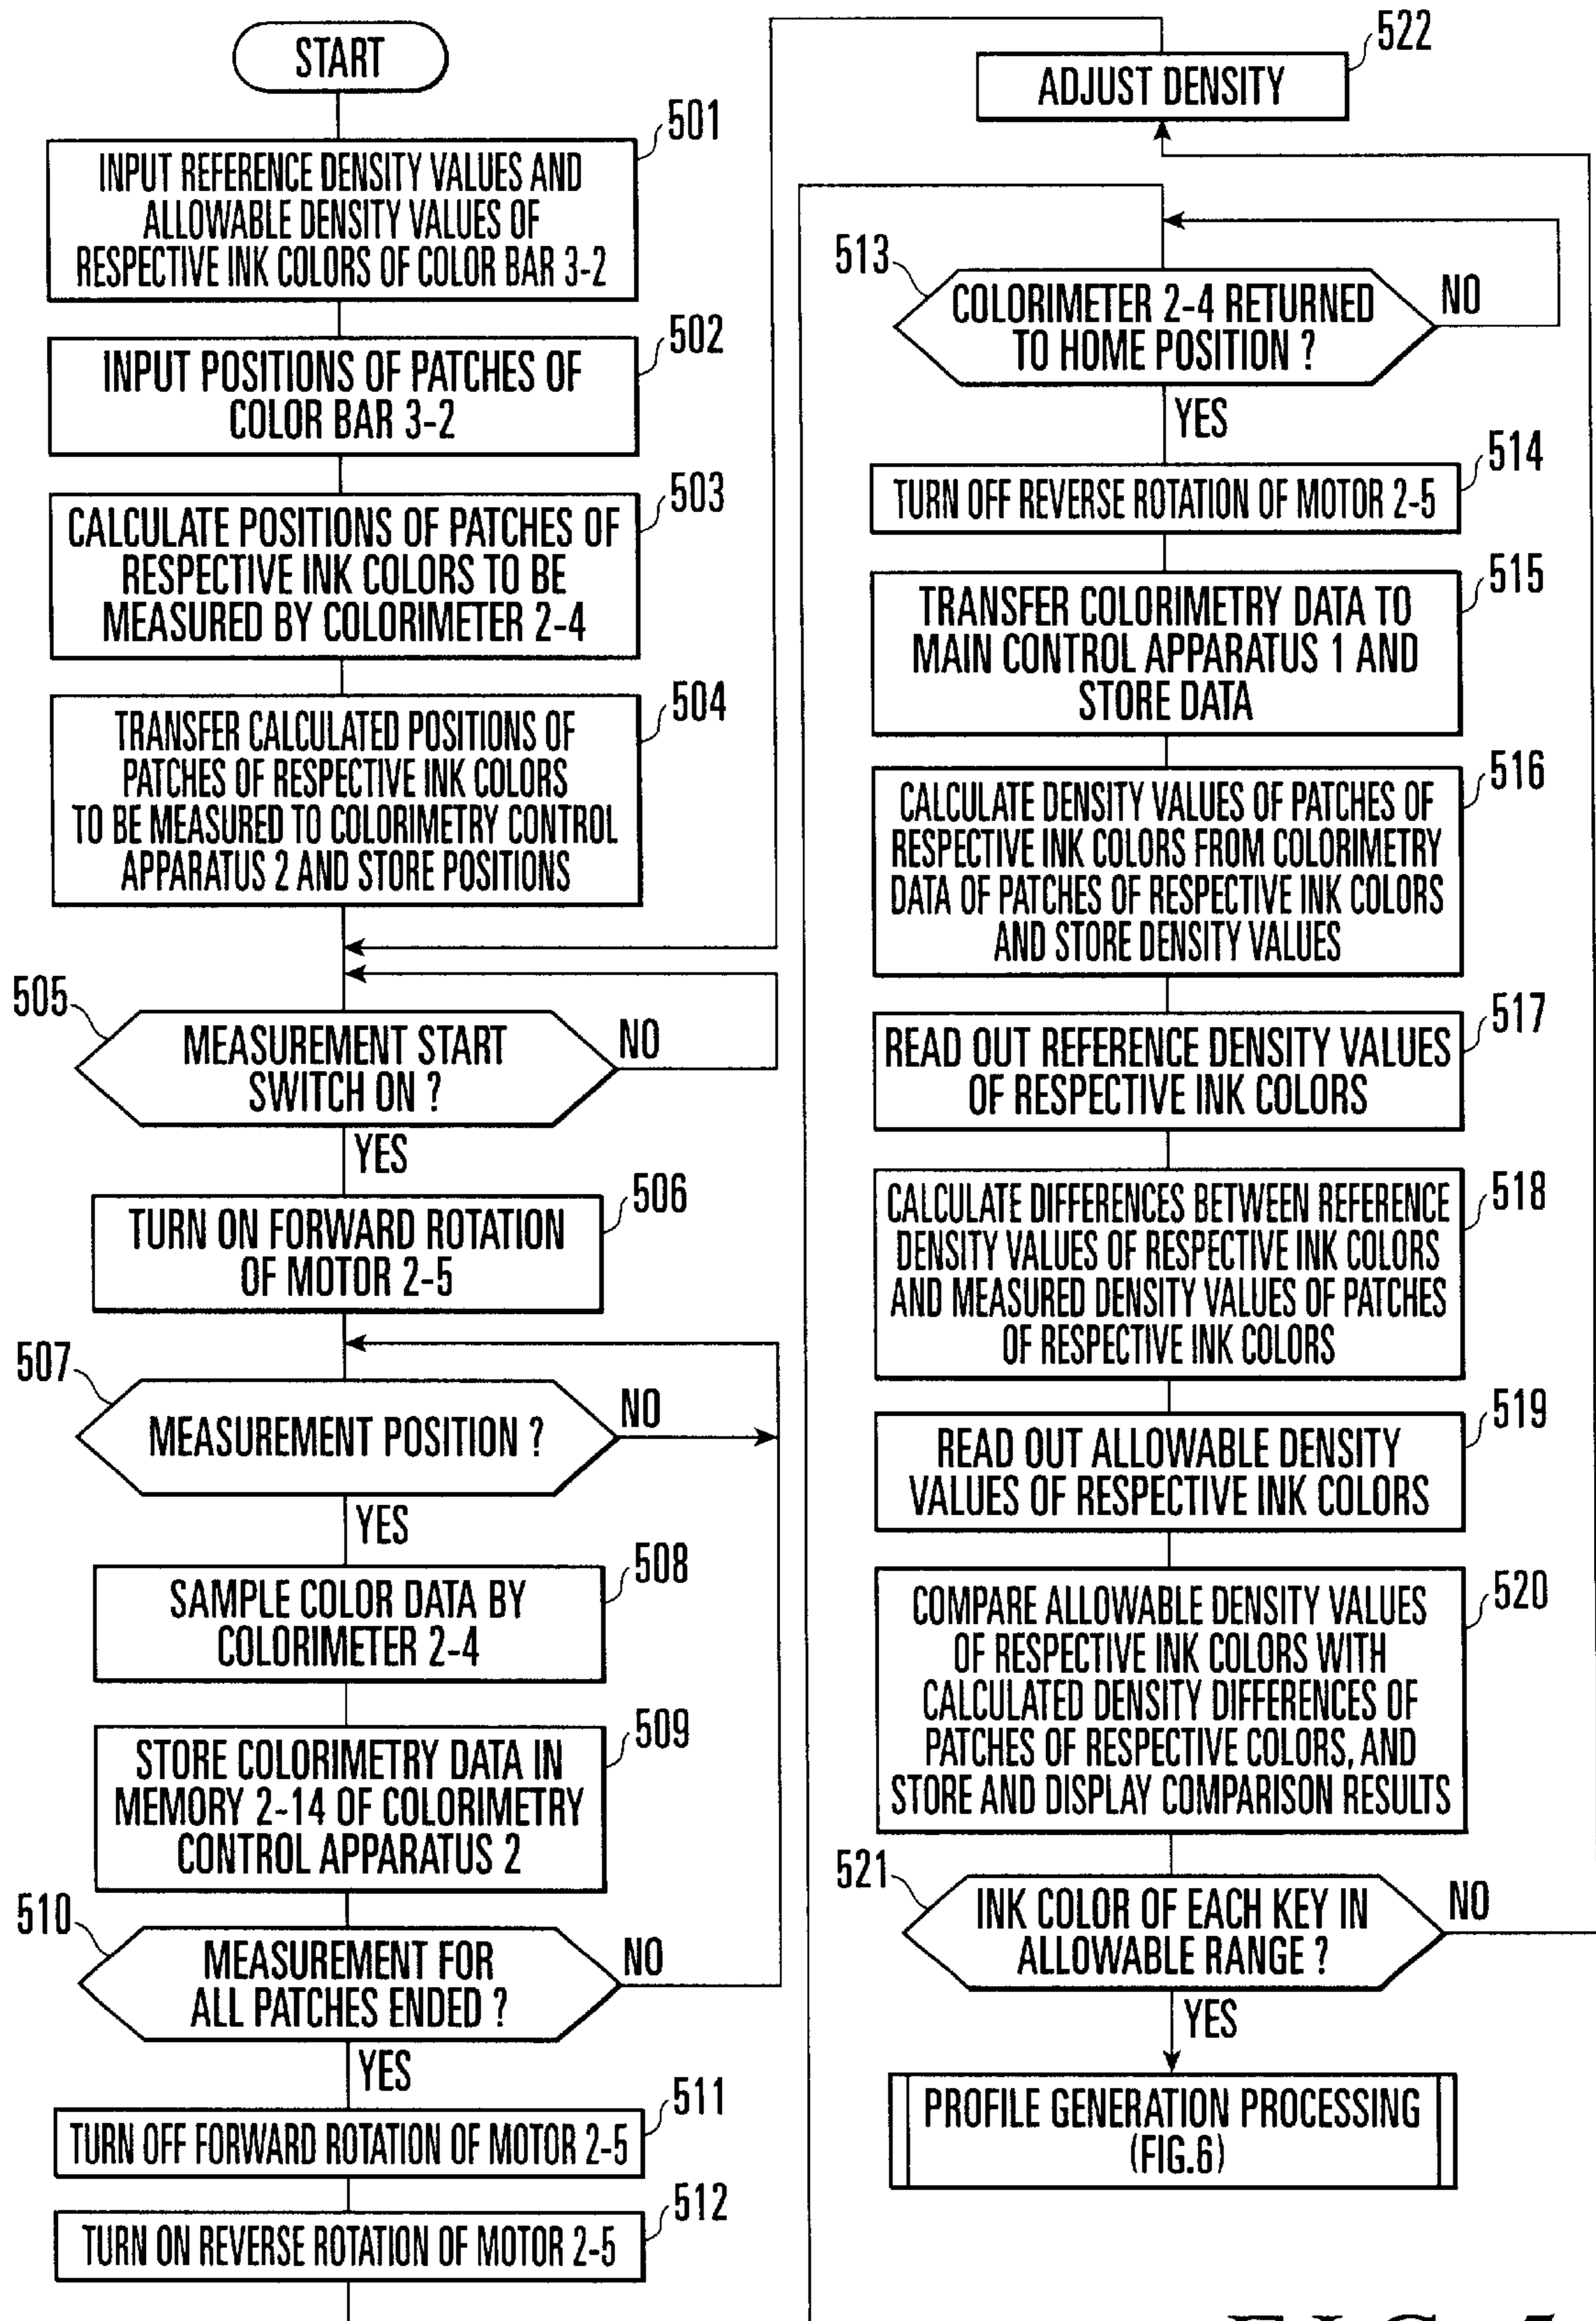 START
501
INPUT REFERENCE DENSITY VALUES AND
ALLOWABLE DENSITY VALUES OF
RESPECTIVE INK COLORS OF COLOR BAR 3-2
502
INPUT POSITIONS OF PATCHES OF
COLOR BAR 3-2
503
CALCULATE POSITIONS OF PATCHES OF
RESPECTIVE INK COLORS TO BE
MEASURED BY COLORIMETER 2-4
504
TRANSFER CALCULATED POSITIONS OF
PATCHES OF RESPECTIVE INK COLORS
TO BE MEASURED TO COLORIMETRY CONTROL
APPARATUS 2 AND STORE POSITIONS
505
MEASUREMENT START
SWITCH ON ?
NO
YES
506
TURN ON FORWARD ROTATION
OF MOTOR 2-5
507
MEASUREMENT POSITION ?
NO
YES
508
SAMPLE COLOR DATA BY
COLORIMETER 2-4
509
STORE COLORIMETRY DATA IN
MEMORY 2-14 OF COLORIMETRY
CONTROL APPARATUS 2
510
MEASUREMENT FOR
ALL PATCHES ENDED ?
NO
YES
511
TURN OFF FORWARD ROTATION OF MOTOR 2-5
512
TURN ON REVERSE ROTATION OF MOTOR 2-5
522
ADJUST DENSITY
513
COLORIMETER 2-4 RETURNED
TO HOME POSITION ?
NO
YES
514
TURN OFF REVERSE ROTATION OF MOTOR 2-5
515
TRANSFER COLORIMETRY DATA TO
MAIN CONTROL APPARATUS 1 AND
STORE DATA
516
CALCULATE DENSITY VALUES OF PATCHES OF
RESPECTIVE INK COLORS FROM COLORIMETRY
DATA OF PATCHES OF RESPECTIVE INK COLORS
AND STORE DENSITY VALUES
517
READ OUT REFERENCE DENSITY VALUES
OF RESPECTIVE INK COLORS
518
CALCULATE DIFFERENCES BETWEEN REFERENCE
DENSITY VALUES OF RESPECTIVE INK COLORS
AND MEASURED DENSITY VALUES OF PATCHES
OF RESPECTIVE INK COLORS
519
READ OUT ALLOWABLE DENSITY
VALUES OF RESPECTIVE INK COLORS
520
COMPARE ALLOWABLE DENSITY VALUES
OF RESPECTIVE INK COLORS WITH
CALCULATED DENSITY DIFFERENCES OF
PATCHES OF RESPECTIVE COLORS, AND
STORE AND DISPLAY COMPARISON RESULTS
521
INK COLOR OF EACH KEY IN
ALLOWABLE RANGE ?
NO
YES
PROFILE GENERATION PROCESSING
(FIG.6)